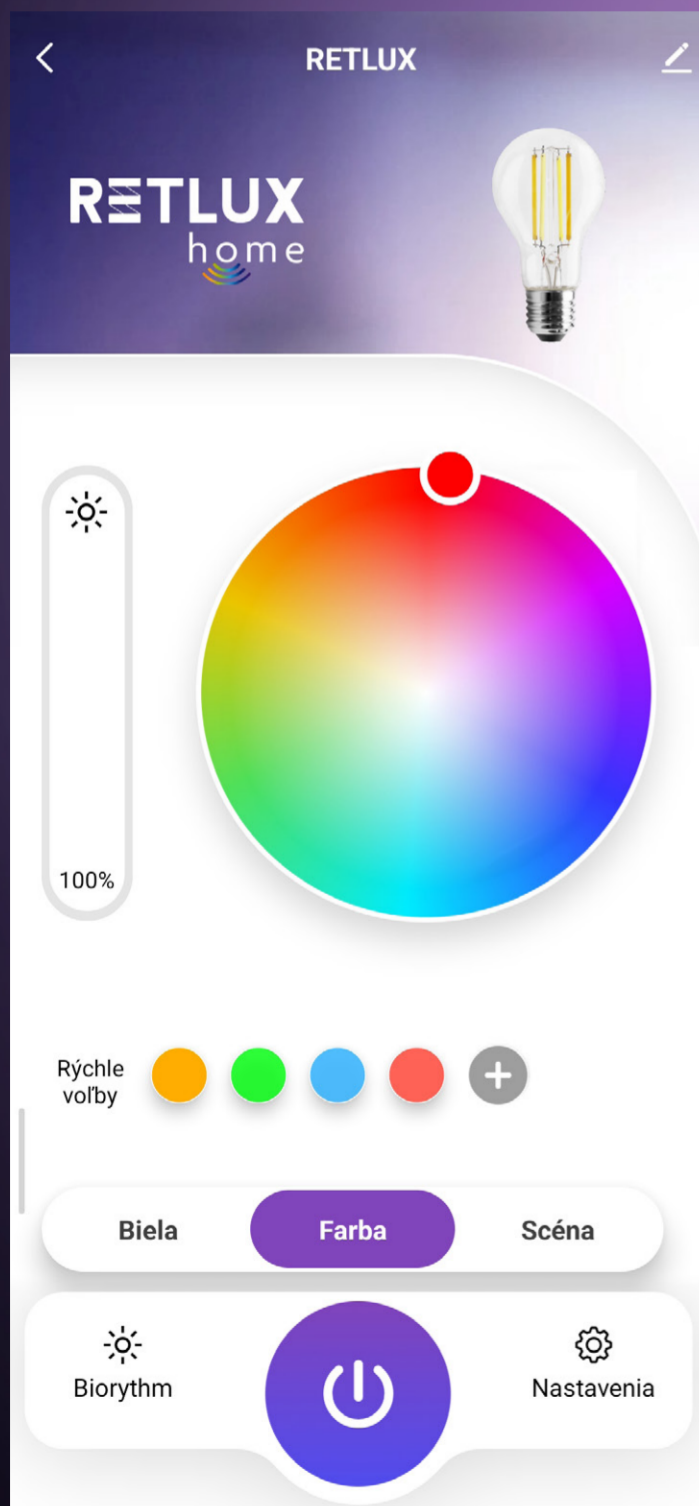 RETLUX
RETLUX
home
100%
Rýchle
voľby
Biela
Farba
Scéna
Biorythm
Nastavenia